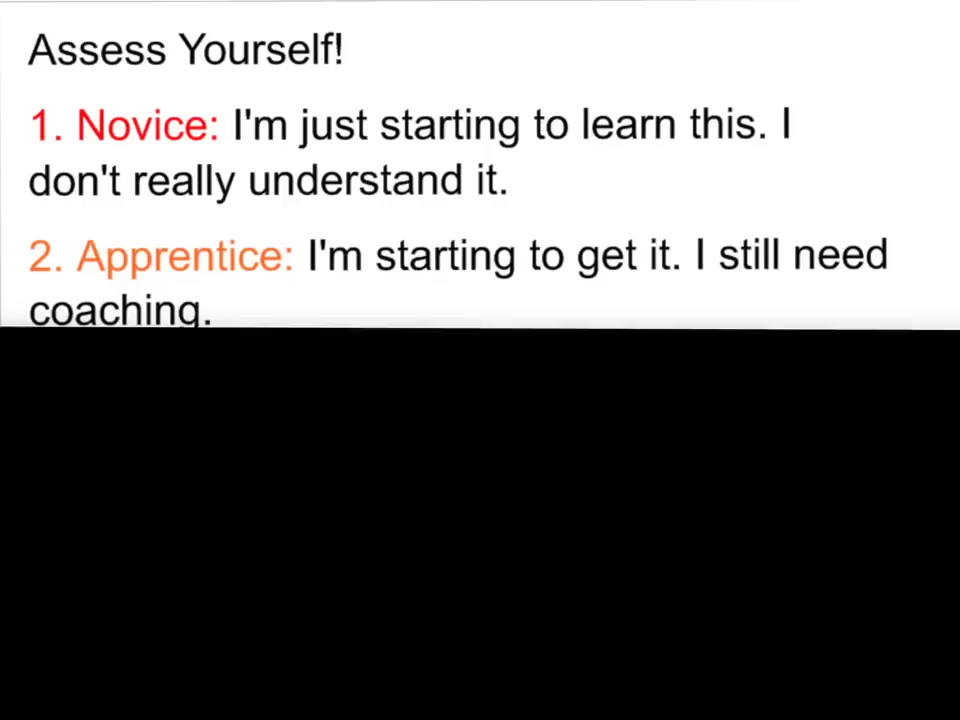 Assess Yourself!
1. Novice: I'm just starting to learn this. I
don't really understand it.
2. Apprentice: I'm starting to get it. I still need
coaching.